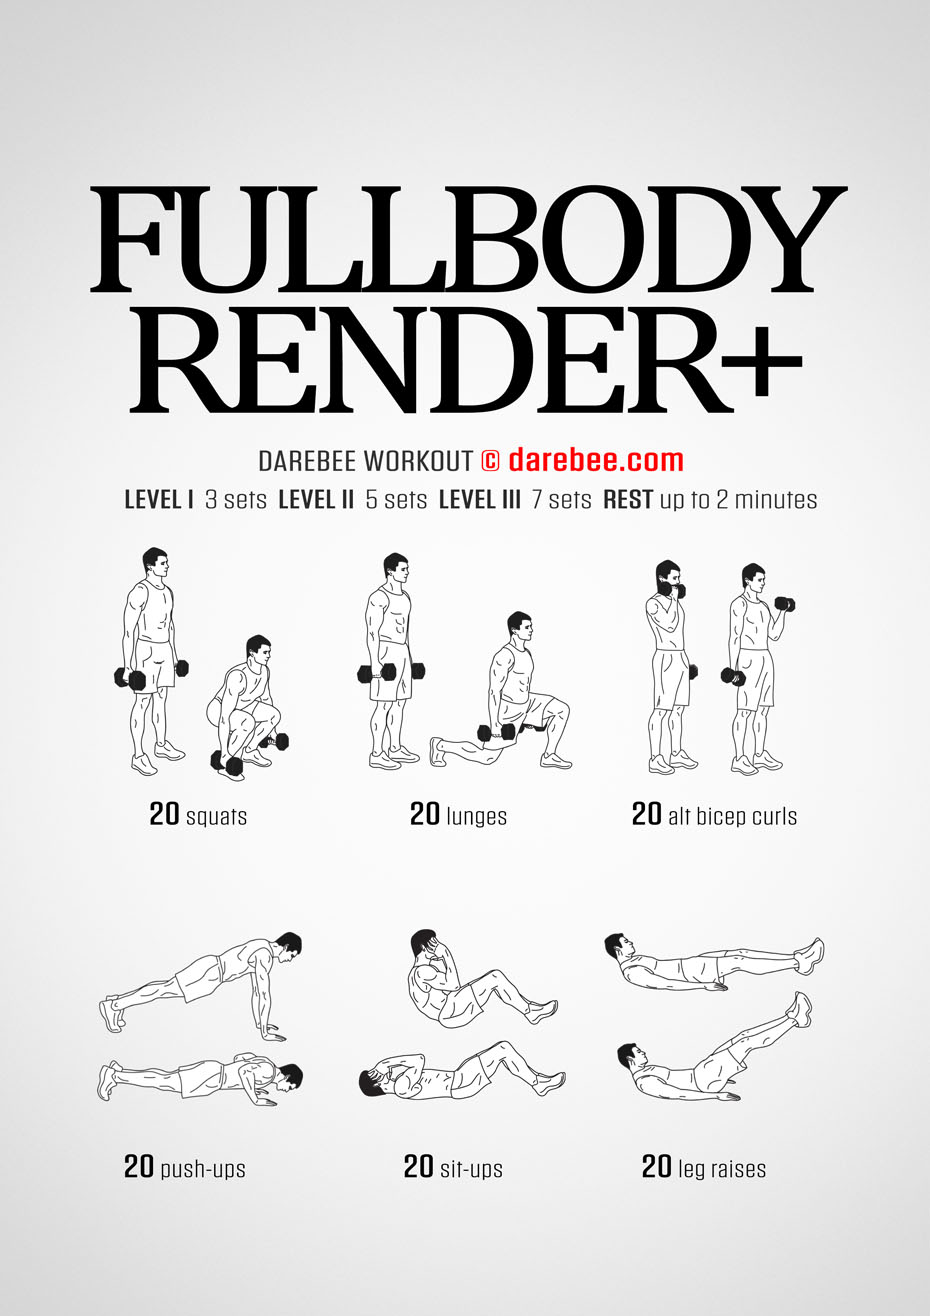 FULLBODY
RENDER+
DAREBEE WORKOUT © darebee.com
LEVEL I 3 sets LEVEL II 5 sets LEVEL III 7 sets REST up to 2 minutes
20 squats
20 lunges
20 alt bicep curls
20 push-ups
20 sit-ups
20 leg raises